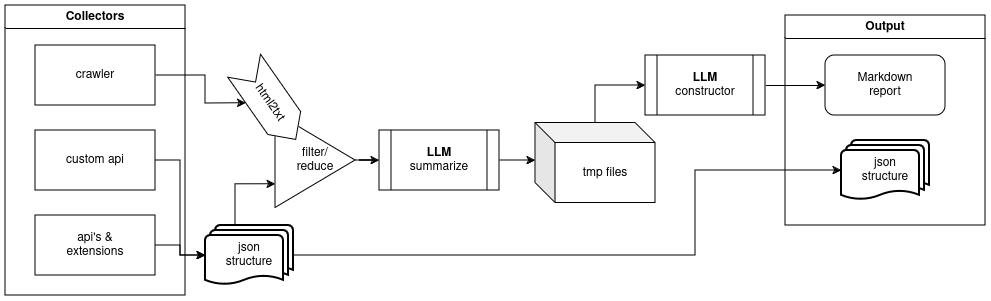 Collectors
crawler
custom api
api's &
extensions
html2txt
filter/
reduce
json
structure
LLM
summarize
tmp files
LLM
constructor
Output
Markdown
report
json
structure